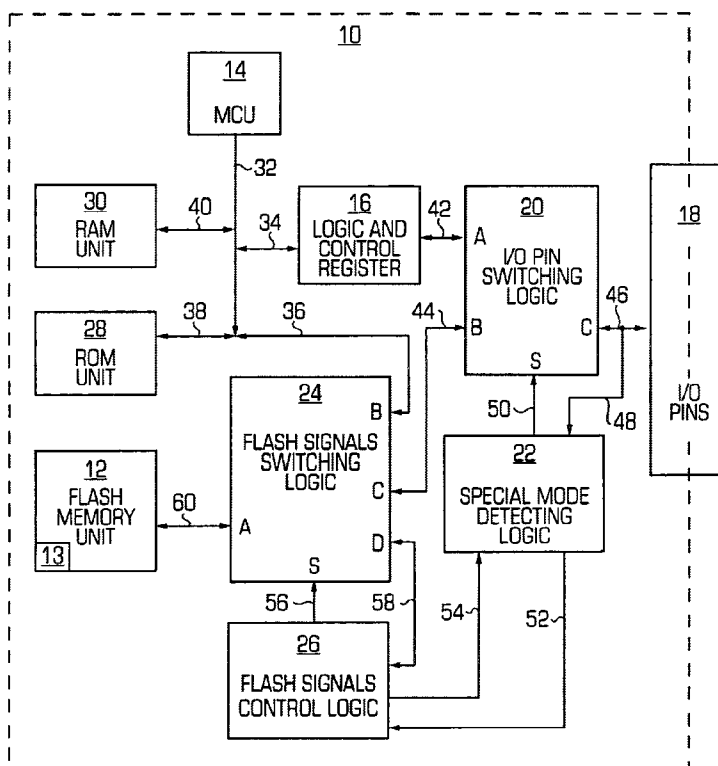 10
14
MCU
32
30
RAM
UNIT
40
34
16
LOGIC AND
CONTROL
REGISTER
42
20
I/O PIN
SWITCHING
LOGIC
A
B
C
S
18
I/O
PINS
46
48
44
28
ROM
UNIT
38
36
24
FLASH SIGNALS
SWITCHING
LOGIC
B
C
D
A
S
50
22
SPECIAL MODE
DETECTING
LOGIC
12
FLASH
MEMORY
UNIT
13
60
56
58
54
52
26
FLASH SIGNALS
CONTROL LOGIC